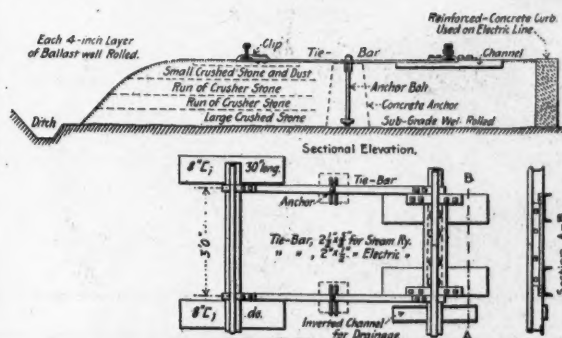 Each 4-inch Layer
of Ballast well Rolled.
Clip
Tie-
Bar
Reinforced-Concrete Curb
Used on Electric Line
Channel
Small Crushed Stone and Dust
Run of Crusher Stone
Run of Crusher Stone
Large Crushed Stone
Anchor Bolt
Concrete Anchor
Sub-Grade Well Rolled
Ditch
Sectional Elevation.
8"C;
30"long.
Tie-Bar
B
Anchor
3'0"
Tie-Bar, 2½"x½" for Steam Ry.
" " , 2"x½" " Electric "
8"C;
do.
Inverted Channel
for Drainage
A
Section A-B